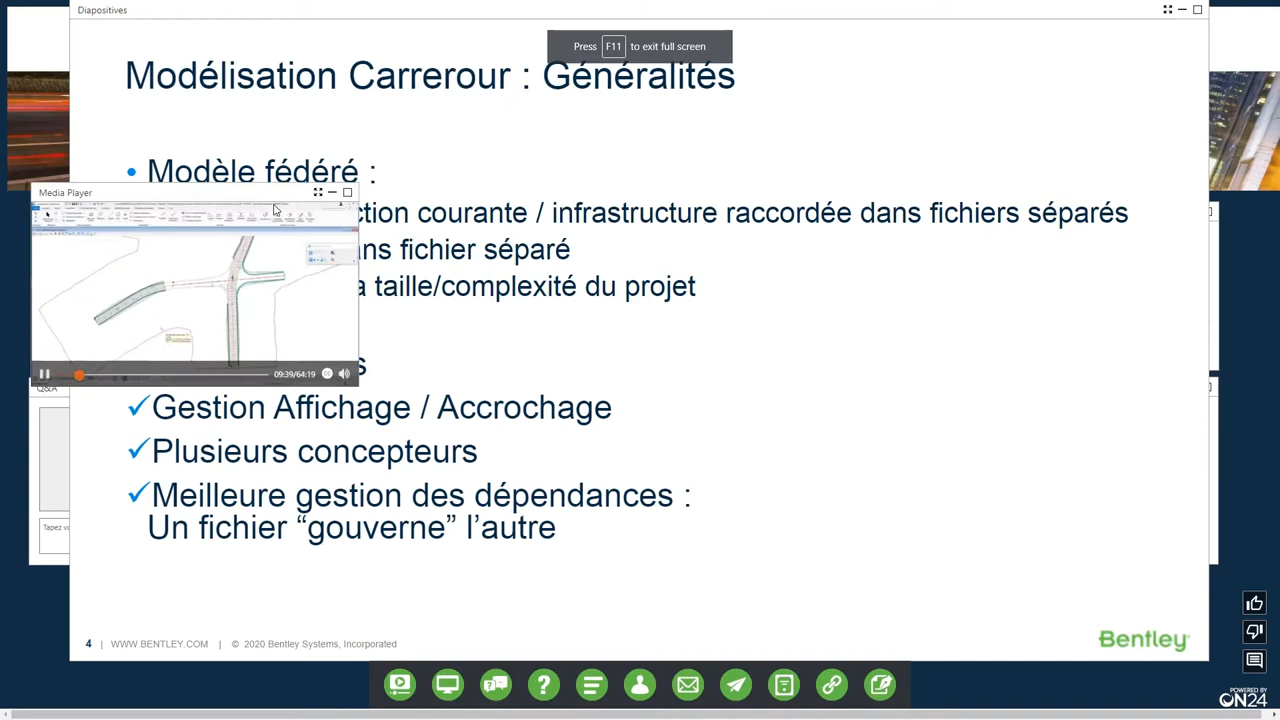 Diapositives
Press F11 to exit full screen
Modélisation Carrerour : Généralités
• Modèle fédéré :
Media Player
ction courante / infrastructure raccordée dans fichiers séparés
ans fichier séparé
a taille/complexité du projet
09:39/64:19
CC
s
Q&A
✓Gestion Affichage / Accrochage
✓Plusieurs concepteurs
✓Meilleure gestion des dépendances :
Un fichier “gouverne” l’autre
Tapez vo
4 | WWW.BENTLEY.COM | © 2020 Bentley Systems, Incorporated
Bentley
POWERED BY
ON24